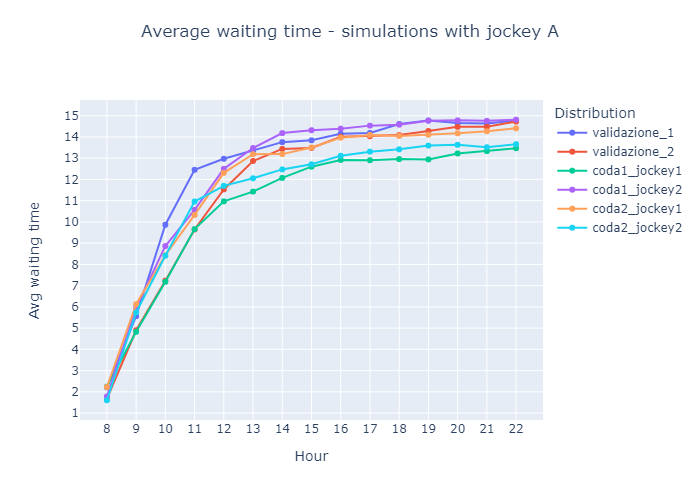 Average waiting time - simulations with jockey A
Distribution
validazione_1
validazione_2
coda1_jockey1
coda1_jockey2
coda2_jockey1
coda2_jockey2
Avg waiting time
15
14
13
12
11
10
9
8
7
6
5
4
3
2
1
8 9 10 11 12 13 14 15 16 17 18 19 20 21 22
Hour